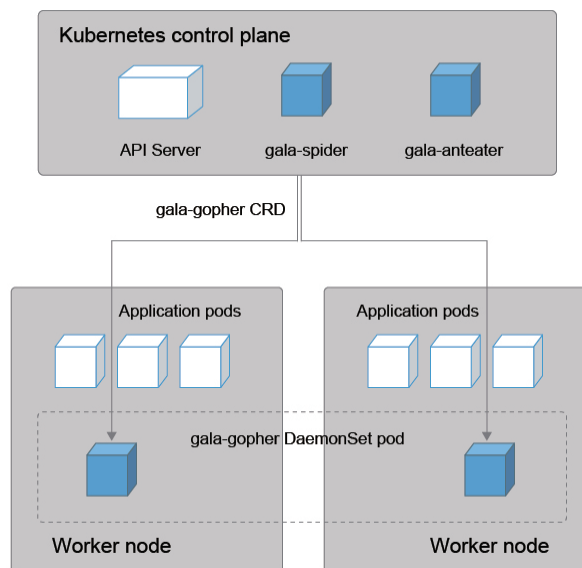 Kubernetes control plane
API Server
gala-spider
gala-anteater
gala-gopher CRD
Application pods
Application pods
gala-gopher DaemonSet pod
Worker node
Worker node